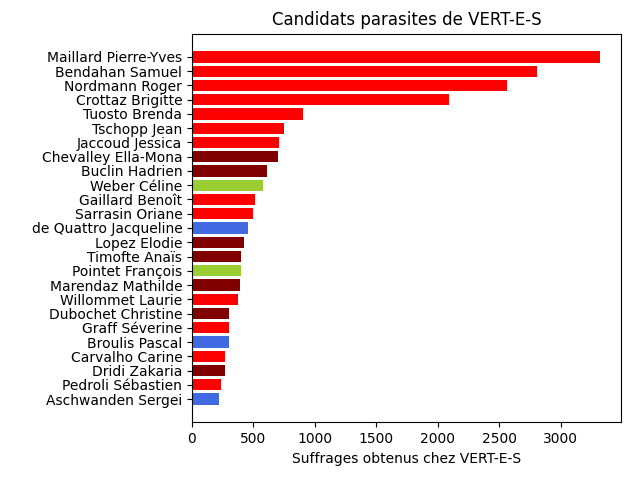 Candidats parasites de VERT-E-S
Maillard Pierre-Yves
Bendahan Samuel
Nordmann Roger
Crottaz Brigitte
Tuosto Brenda
Tschopp Jean
Jaccoud Jessica
Chevalley Ella-Mona
Buclin Hadrien
Weber Céline
Gaillard Benoît
Sarrasin Oriane
de Quattro Jacqueline
Lopez Elodie
Timofte Anaïs
Pointet François
Marendaz Mathilde
Willommet Laurie
Dubochet Christine
Graff Séverine
Broulis Pascal
Carvalho Carine
Dridi Zakaria
Pedroli Sébastien
Aschwanden Sergei
0 500 1000 1500 2000 2500 3000
Suffrages obtenus chez VERT-E-S